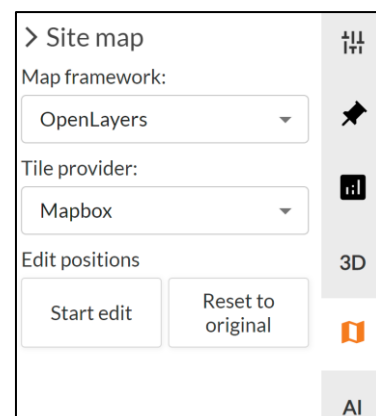 Site map
Map framework:
OpenLayers
Tile provider:
Mapbox
Edit positions
Start edit
Reset to
original
3D
AI